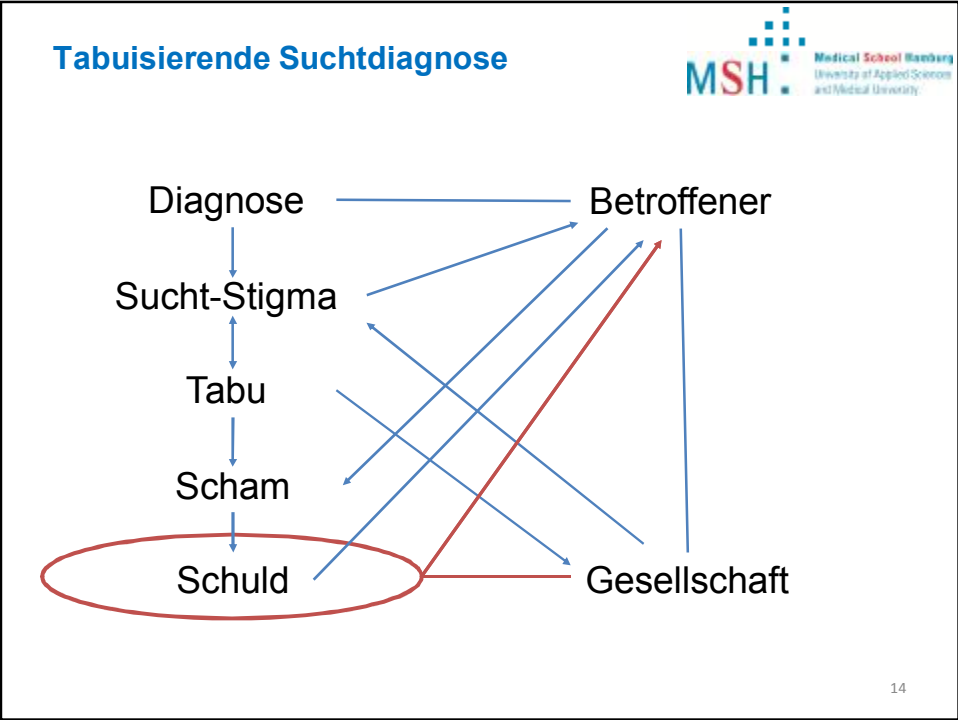 Tabuisierende Suchtdiagnose
MSH
Medical School Hamburg
University of Applied Sciences
and Medical University
Diagnose
Betroffener
Sucht-Stigma
Tabu
Scham
Schuld
Gesellschaft
14